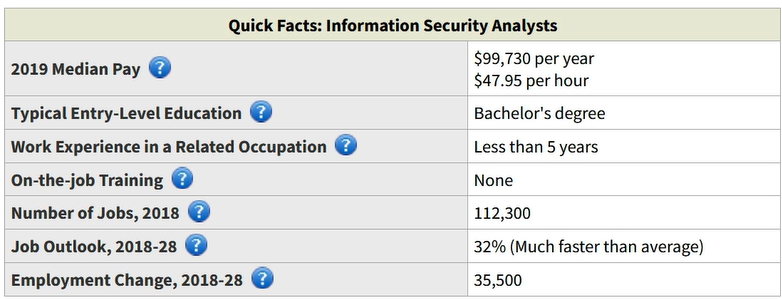 Quick Facts: Information Security Analysts
2019 Median Pay ?
$99,730 per year
$47.95 per hour
Typical Entry-Level Education ?
Bachelor's degree
Work Experience in a Related Occupation ?
Less than 5 years
On-the-job Training ?
None
Number of Jobs, 2018 ?
112,300
Job Outlook, 2018-28 ?
32% (Much faster than average)
Employment Change, 2018-28 ?
35,500